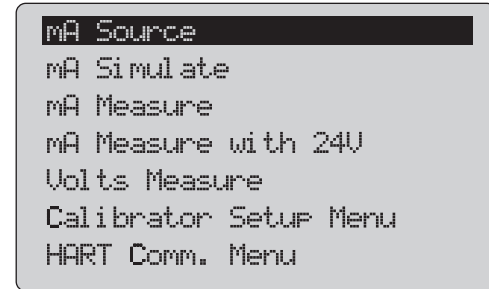 mA Source
mA Simulate
mA Measure
mA Measure with 24V
Volts Measure
Calibrator Setup Menu
HART Comm. Menu